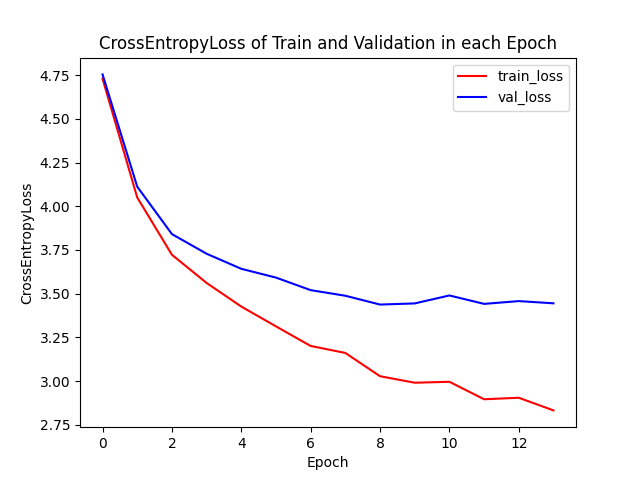 CrossEntropyLoss of Train and Validation in each Epoch
train_loss
val_loss
4.75
4.50
4.25
4.00
3.75
3.50
3.25
3.00
2.75
CrossEntropyLoss
0 2 4 6 8 10 12
Epoch